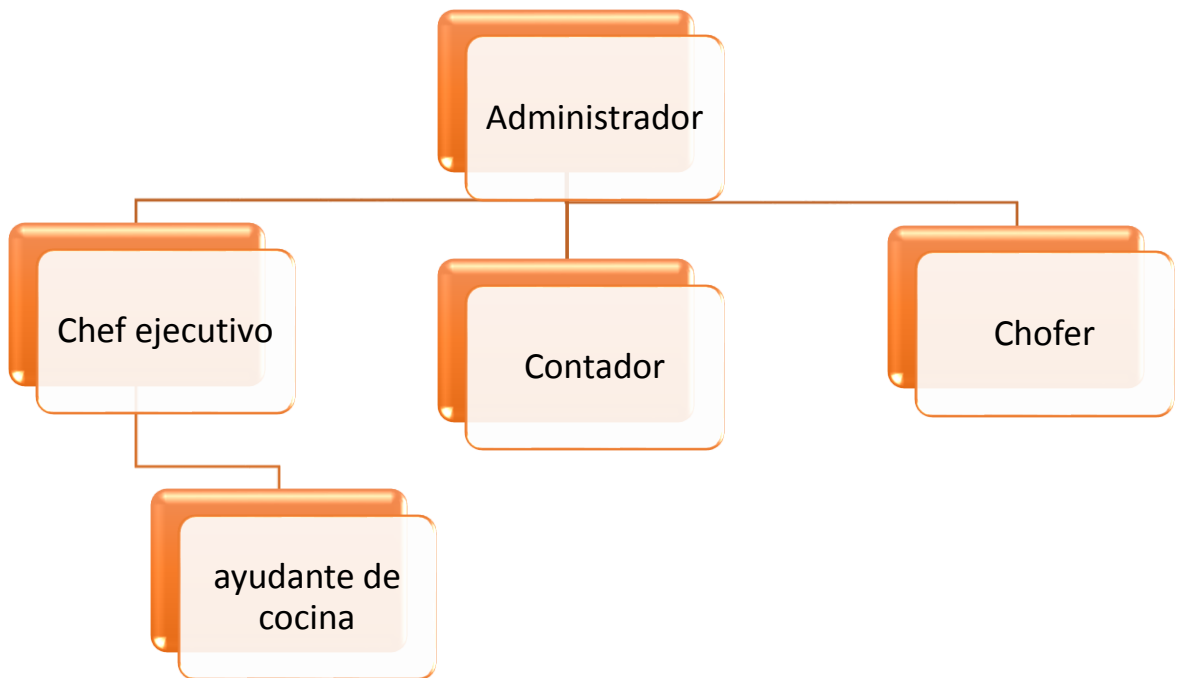 Administrador
Chef ejecutivo
Contador
Chofer
ayudante de
cocina